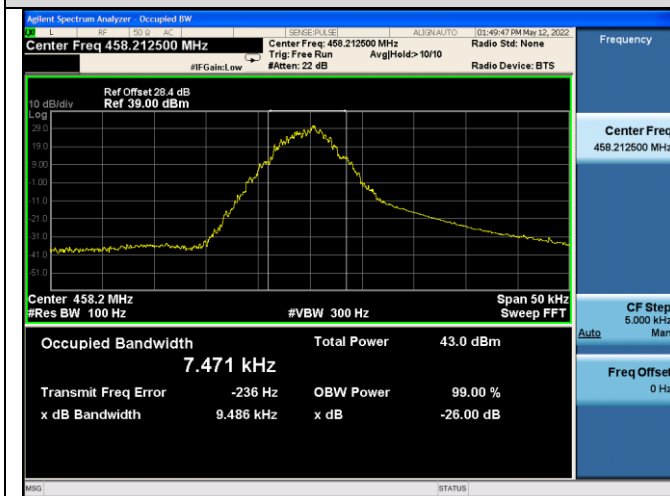 Agilent Spectrum Analyzer - Occupied BW
L RF 50 Ω AC SENSE:PULSE ALIGN AUTO 01:49:47 PM May 12, 2022
Center Freq 458.212500 MHz
Center Freq: 458.212500 MHz Radio Std: None
Trig: Free Run Avg|Hold:> 10/10
#IFGain:Low #Atten: 22 dB Radio Device: BTS
Frequency
Ref Offset 28.4 dB
10 dB/div Ref 39.00 dBm
Log
29.0
19.0
9.00
-1.00
-11.0
-21.0
-31.0
-41.0
-51.0
Center 458.2 MHz Span 50 kHz
#Res BW 100 Hz #VBW 300 Hz Sweep FFT
Occupied Bandwidth Total Power 43.0 dBm
7.471 kHz
Transmit Freq Error -236 Hz OBW Power 99.00 %
x dB Bandwidth 9.486 kHz x dB -26.00 dB
Center Freq
458.212500 MHz
CF Step
5.000 kHz
Auto Man
Freq Offset
0 Hz
MSG STATUS